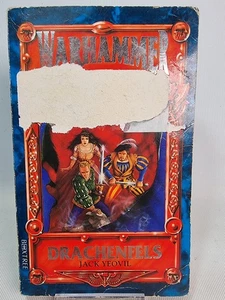 WARHAMMER
DRACHENFELS
JACK YEOVIL
BOXTREE